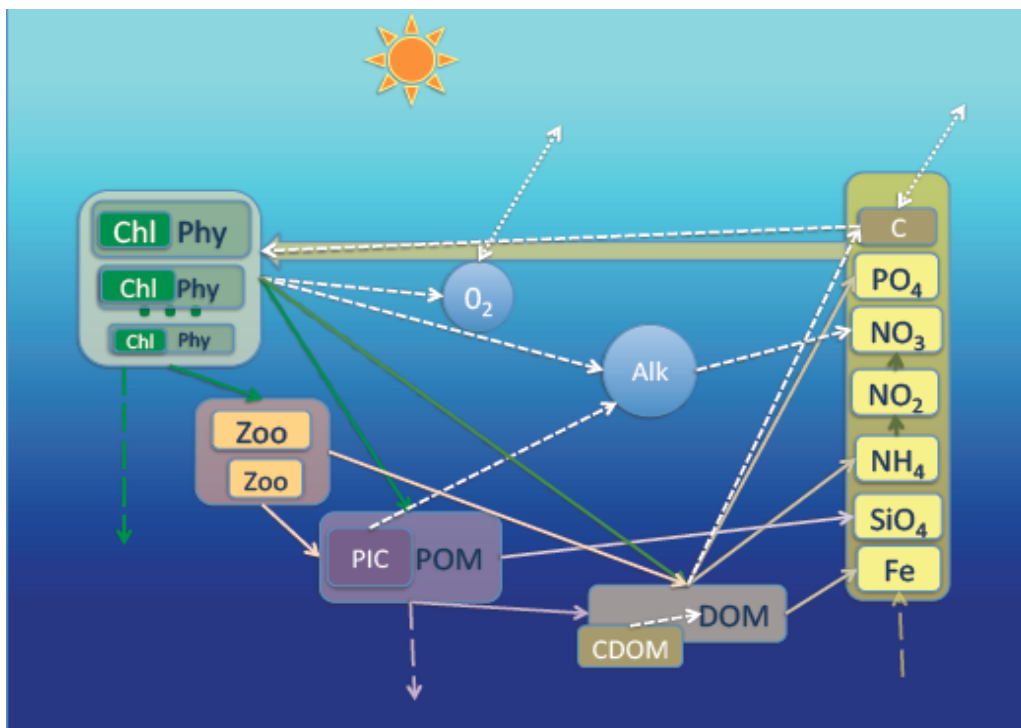 Chl Phy
Chl Phy
Chl Phy
Zoo
Zoo
PIC POM
O₂
Alk
DOM
CDOM
C
PO₄
NO₃
NO₂
NH₄
SiO₄
Fe